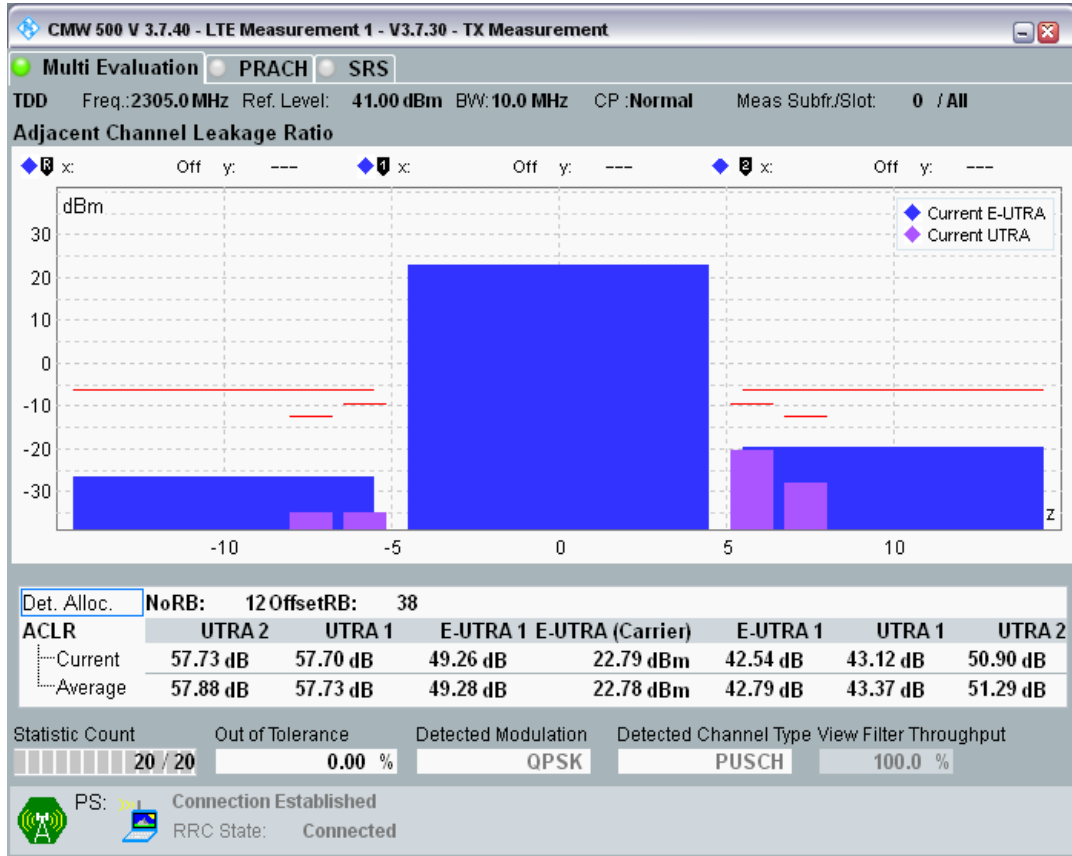 CMW 500 V 3.7.40 - LTE Measurement 1 - V3.7.30 - TX Measurement
Multi Evaluation PRACH SRS
TDD Freq.:2305.0 MHz Ref. Level: 41.00 dBm BW:10.0 MHz CP :Normal Meas Subfr./Slot: 0 / All
Adjacent Channel Leakage Ratio
R x: Off y: --- 1 x: Off y: --- 2 x: Off y: ---
dBm
Current E-UTRA
Current UTRA
30
20
10
0
-10
-20
-30
z
-10 -5 0 5 10
Det. Alloc. NoRB: 12 OffsetRB: 38
ACLR UTRA 2 UTRA 1 E-UTRA 1 E-UTRA (Carrier) E-UTRA 1 UTRA 1 UTRA 2
Current 57.73 dB 57.70 dB 49.26 dB 22.79 dBm 42.54 dB 43.12 dB 50.90 dB
Average 57.88 dB 57.73 dB 49.28 dB 22.78 dBm 42.79 dB 43.37 dB 51.29 dB
Statistic Count Out of Tolerance Detected Modulation Detected Channel Type View Filter Throughput
20 / 20 0.00 % QPSK PUSCH 100.0 %
PS: Connection Established
RRC State: Connected